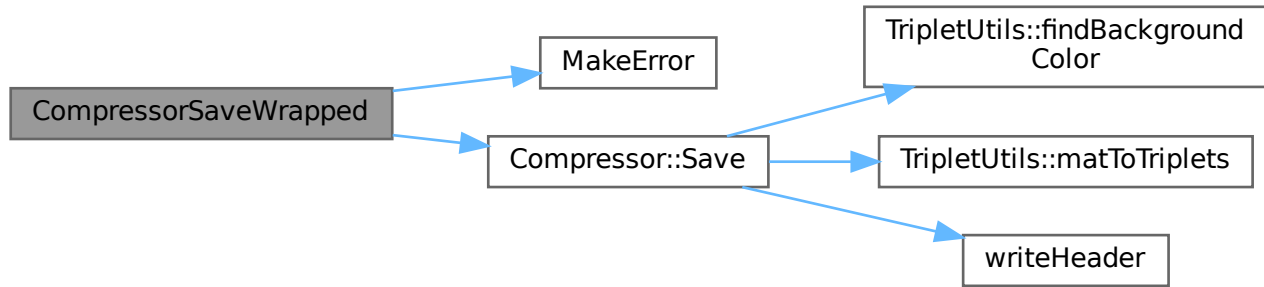 CompressorSaveWrapped
MakeError
Compressor::Save
TripletUtils::findBackground
Color
TripletUtils::matToTriplets
writeHeader